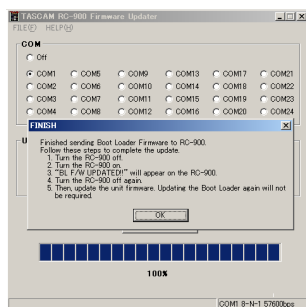 TASCAM RC-900 Firmware Updater
FILE(F) HELP(H)
COM
Off
COM1 COM5 COM9 COM13 COM17 COM21
COM2 COM6 COM10 COM14 COM18 COM22
COM3 COM7 COM11 COM15 COM19 COM23
COM4 COM8 COM12 COM16 COM20 COM24
FINISH
U
Finished sending Boot Loader Firmware to RC-900.
Follow these steps to complete the update.
1. Turn the RC-900 off.
2. Turn the RC-900 on.
3. "BL F/W UPDATED!!" will appear on the RC-900.
4. Turn the RC-900 off again.
5. Then, update the unit firmware. Updating the Boot Loader again will not
be required.
OK
100%
COM1 8-N-1 57600bps